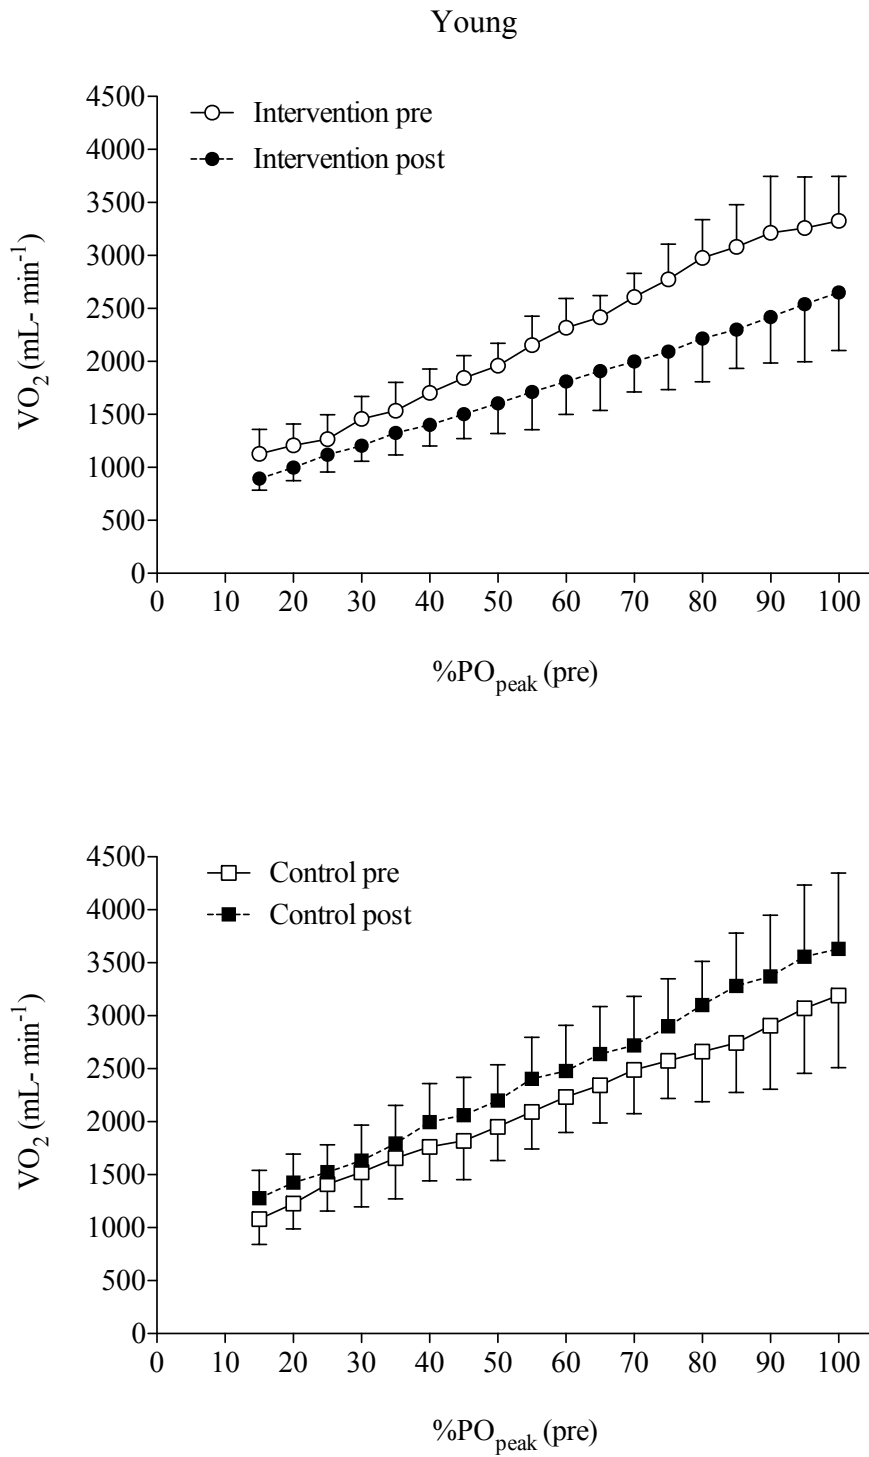 Young
Intervention pre
Intervention post
4500
4000
3500
3000
2500
2000
1500
1000
500
0
VO2 (mL- min-1)
0 10 20 30 40 50 60 70 80 90 100
%POpeak (pre)
Control pre
Control post
4500
4000
3500
3000
2500
2000
1500
1000
500
0
VO2 (mL- min-1)
0 10 20 30 40 50 60 70 80 90 100
%POpeak (pre)